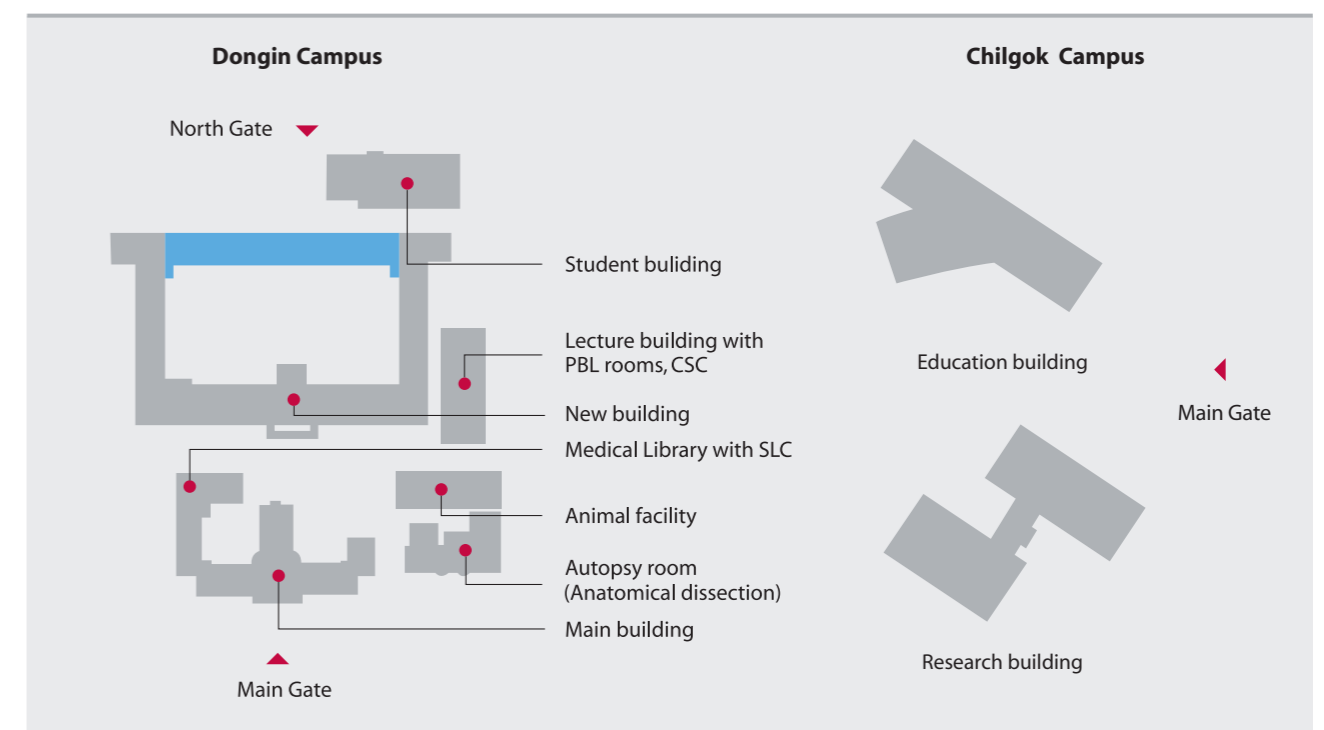 Dongin Campus
North Gate
Student buliding
Lecture building with
PBL rooms, CSC
New building
Medical Library with SLC
Animal facility
Autopsy room
(Anatomical dissection)
Main building
Main Gate
Chilgok Campus
Education building
Main Gate
Research building